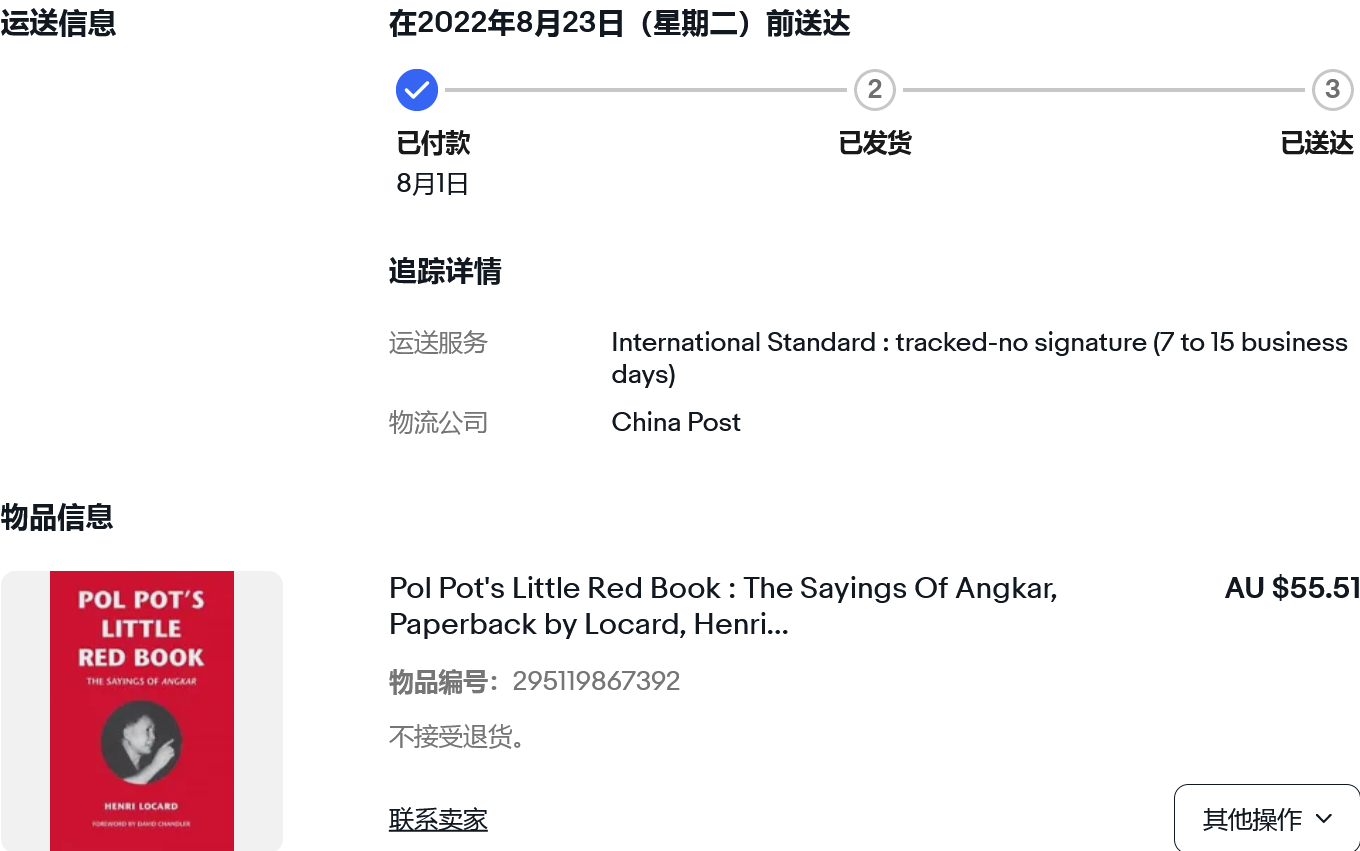 运送信息
在2022年8月23日（星期二）前送达
2
3
已付款
已发货
已送达
8月1日
追踪详情
运送服务
International Standard : tracked-no signature (7 to 15 business
days)
物流公司
China Post
物品信息
POL POT'S
LITTLE
RED BOOK
THE SAYINGS OF ANGKAR
HENRI LOCARD
FOREWORD BY DAVID CHANDLER
Pol Pot's Little Red Book : The Sayings Of Angkar,
Paperback by Locard, Henri...
AU $55.51
物品编号：295119867392
不接受退货。
联系卖家
其他操作